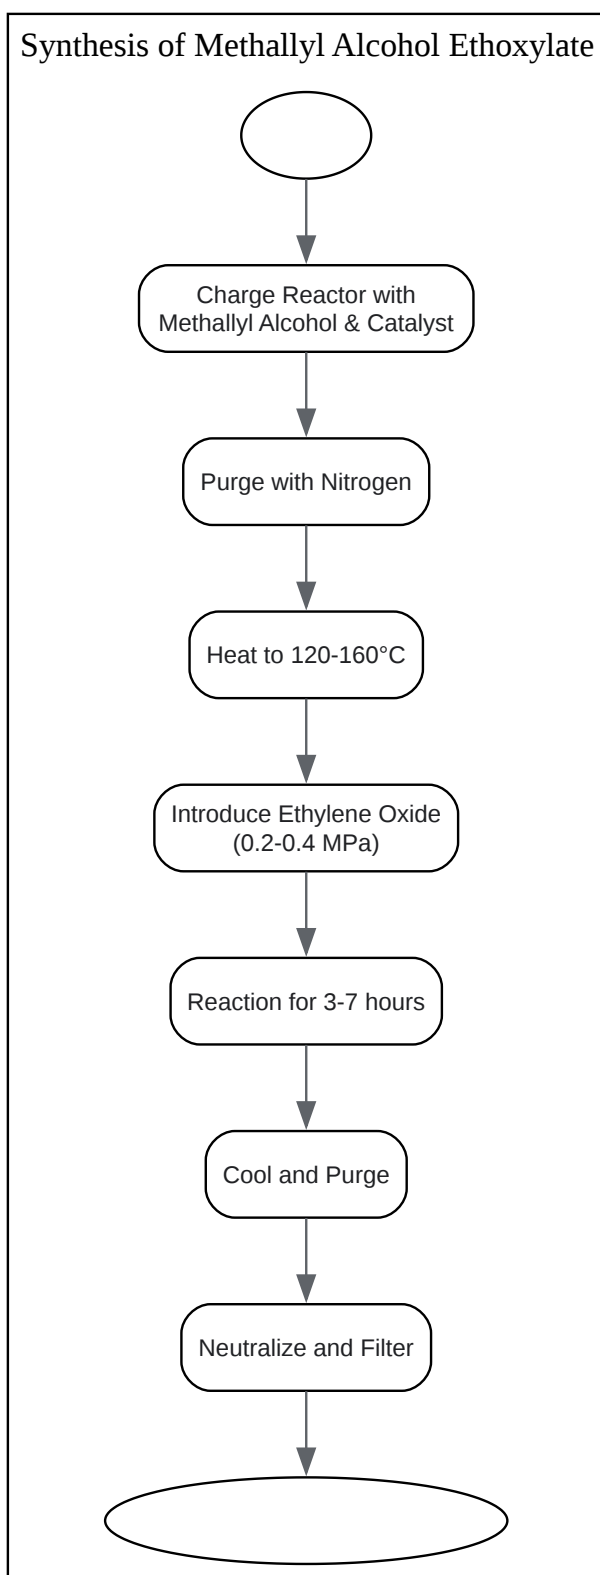 Synthesis of Methallyl Alcohol Ethoxylate
Charge Reactor with
Methallyl Alcohol & Catalyst
Purge with Nitrogen
Heat to 120-160°C
Introduce Ethylene Oxide
(0.2-0.4 MPa)
Reaction for 3-7 hours
Cool and Purge
Neutralize and Filter